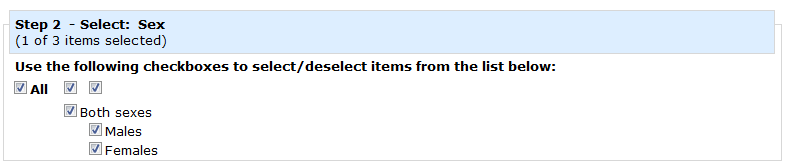 Step 2 - Select: Sex
(1 of 3 items selected)
Use the following checkboxes to select/deselect items from the list below:
All
Both sexes
Males
Females